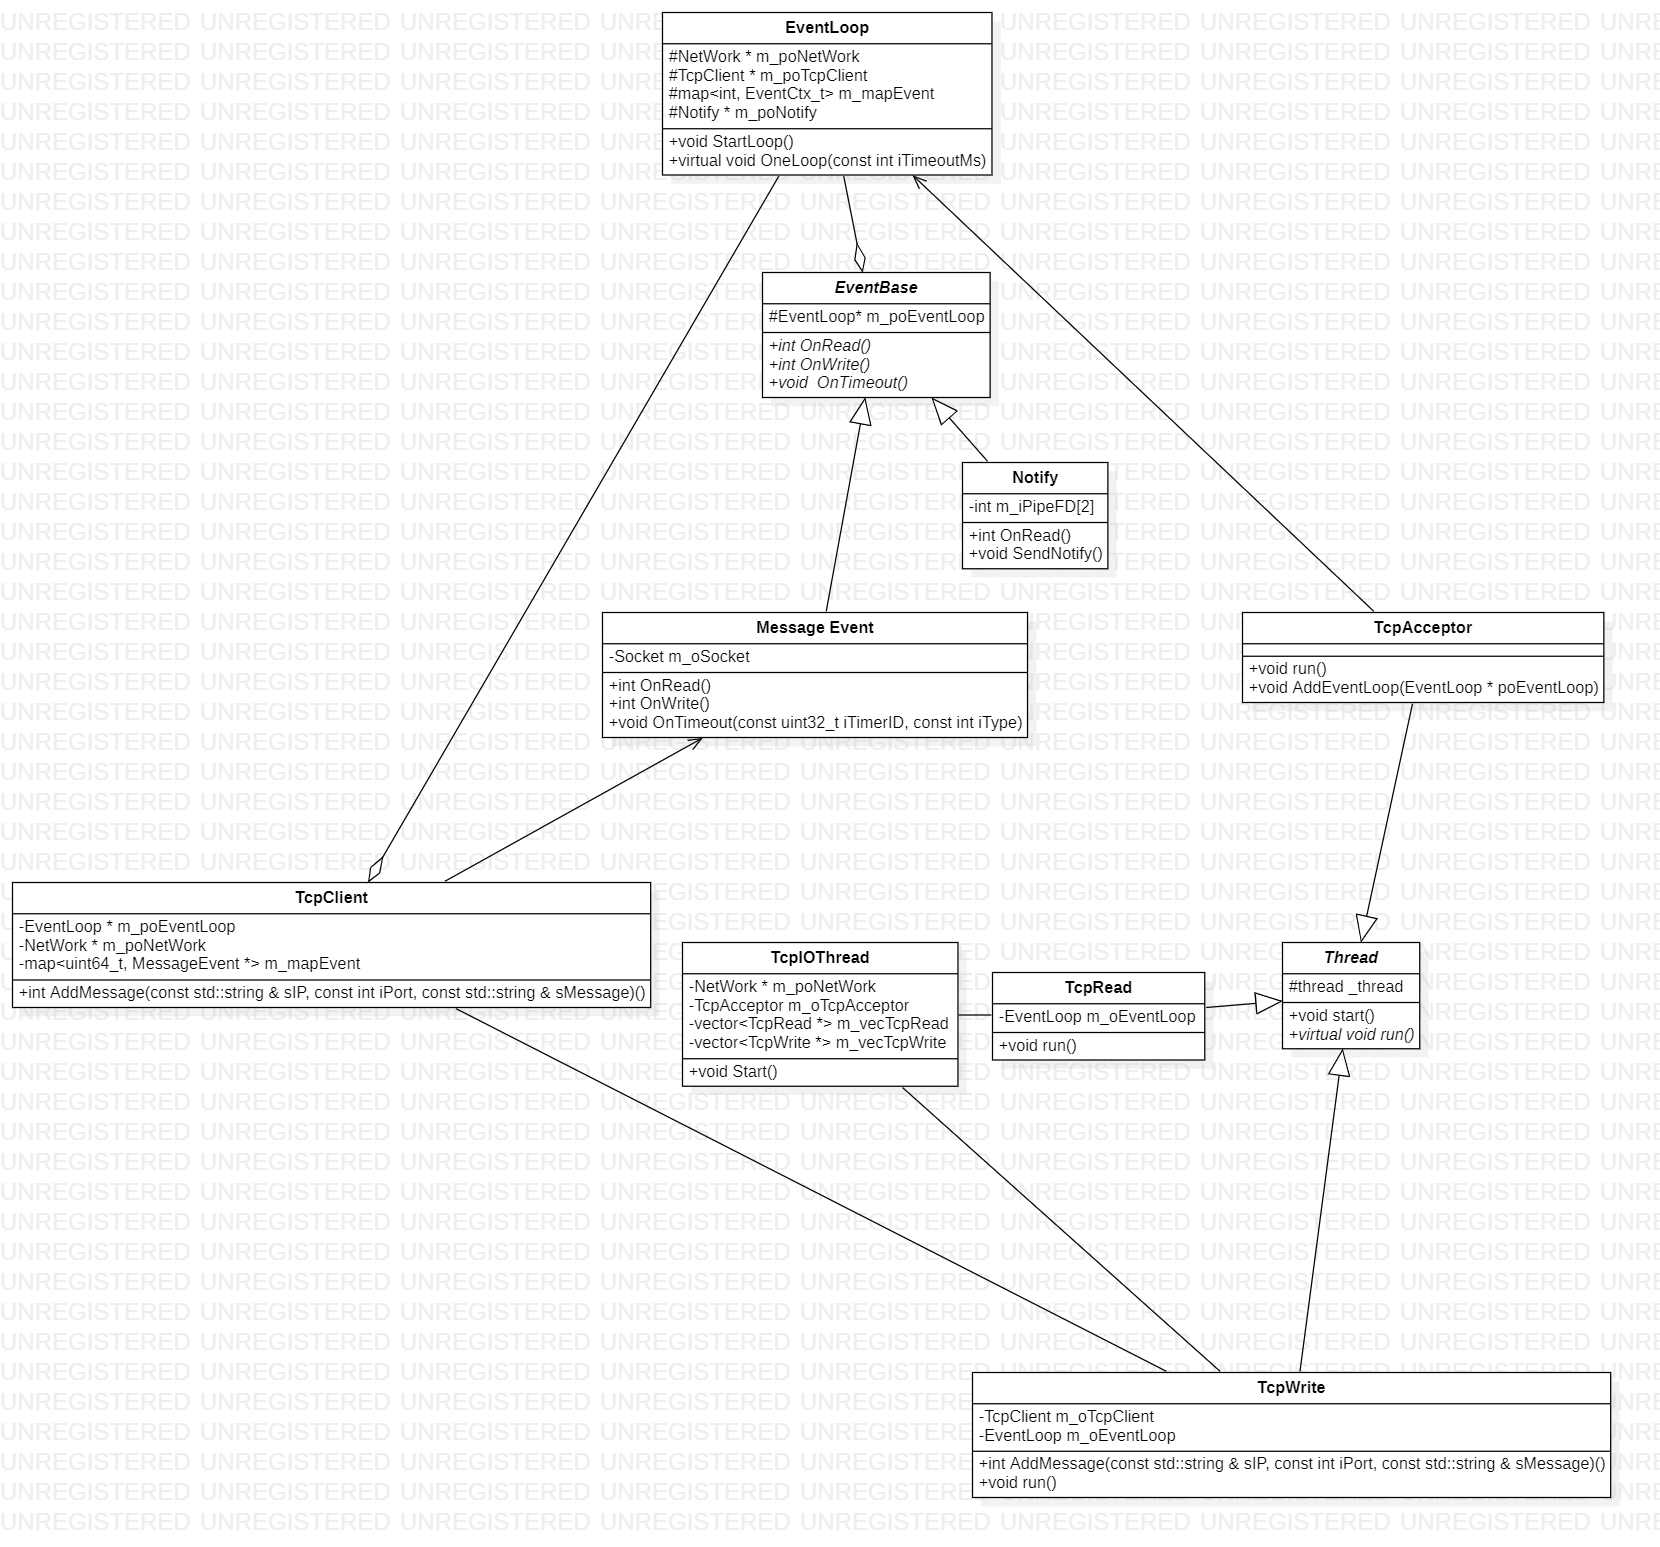 EventLoop
#NetWork * m_poNetWork
#TcpClient * m_poTcpClient
#map<int, EventCtx_t> m_mapEvent
#Notify * m_poNotify
+void StartLoop()
+virtual void OneLoop(const int iTimeoutMs)
EventBase
#EventLoop* m_poEventLoop
+int OnRead()
+int OnWrite()
+void  OnTimeout()
Notify
-int m_iPipeFD[2]
+int OnRead()
+void SendNotify()
Message Event
-Socket m_oSocket
+int OnRead()
+int OnWrite()
+void OnTimeout(const uint32_t iTimerID, const int iType)
TcpAcceptor
+void run()
+void AddEventLoop(EventLoop * poEventLoop)
TcpClient
-EventLoop * m_poEventLoop
-NetWork * m_poNetWork
-map<uint64_t, MessageEvent *> m_mapEvent
+int AddMessage(const std::string & sIP, const int iPort, const std::string & sMessage)()
TcpIOThread
-NetWork * m_poNetWork
-TcpAcceptor m_oTcpAcceptor
-vector<TcpRead *> m_vecTcpRead
-vector<TcpWrite *> m_vecTcpWrite
+void Start()
TcpRead
-EventLoop m_oEventLoop
+void run()
Thread
#thread _thread
+void start()
+virtual void run()
TcpWrite
-TcpClient m_oTcpClient
-EventLoop m_oEventLoop
+int AddMessage(const std::string & sIP, const int iPort, const std::string & sMessage)()
+void run()
UNREGISTERED